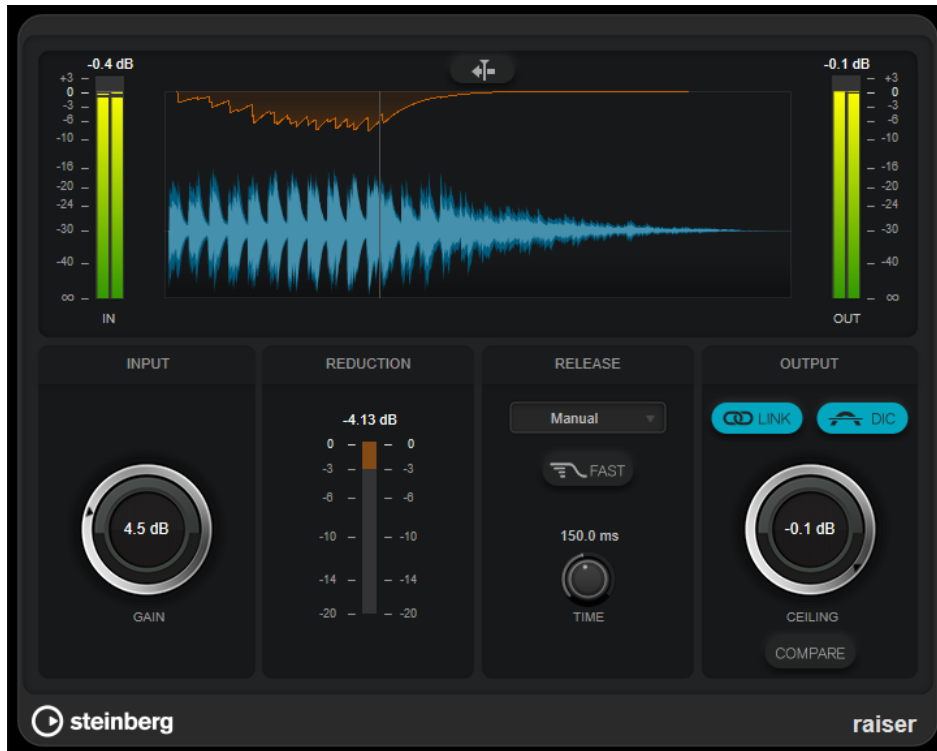 -0.4 dB
-0.1 dB
+3
0
-3
-6
-10
-16
-20
-24
-30
-40
∞
IN
+3
0
-3
-6
-10
-16
-20
-24
-30
-40
∞
OUT
INPUT
4.5 dB
GAIN
REDUCTION
-4.13 dB
0 0
-3 -3
-6 -6
-10 -10
-14 -14
-20 -20
RELEASE
Manual
FAST
150.0 ms
TIME
OUTPUT
LINK
DIC
-0.1 dB
CEILING
COMPARE
steinberg
raiser